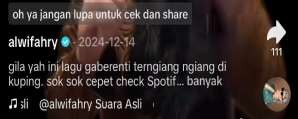 oh ya jangan lupa untuk cek dan share
alwifahry · 2024-12-14
111
gila yah ini lagu gaberenti terngiang ngiang di
kuping. sok sok cepet check Spotif... banyak
sli @alwifahry Suara Asli